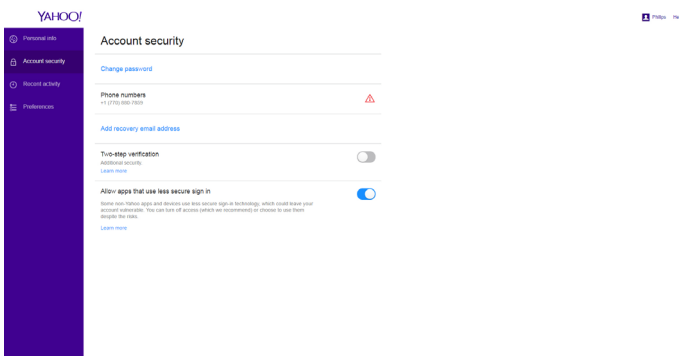 YAHOO!
Philips He
Personal info
Account security
Recent activity
Preferences
Account security
Change password
Phone numbers
Add recovery email address
Two-step verification
Additional security
Learn more
Allow apps that use less secure sign in
Some non-Yahoo apps and devices use less secure sign-in technology, which could leave your
account vulnerable. You can turn off access (which we recommend) or choose to use them
despite the risks.
Learn more